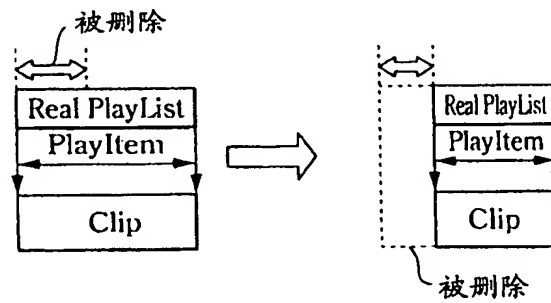 被删除
Real PlayList
PlayItem
Clip
Real PlayList
PlayItem
Clip
被删除